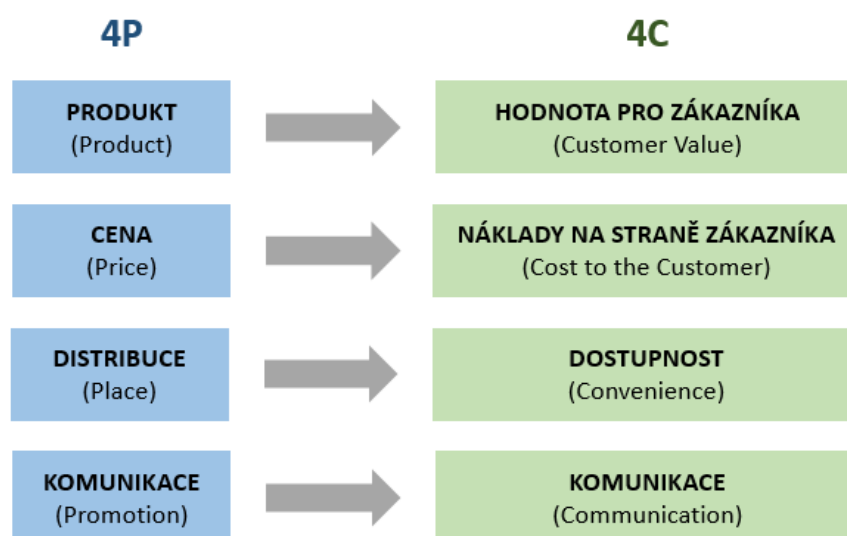 4P
4C
PRODUKT
(Product)
HODNOTA PRO ZÁKAZNÍKA
(Customer Value)
CENA
(Price)
NÁKLADY NA STRANĚ ZÁKAZNÍKA
(Cost to the Customer)
DISTRIBUCE
(Place)
DOSTUPNOST
(Convenience)
KOMUNIKACE
(Promotion)
KOMUNIKACE
(Communication)